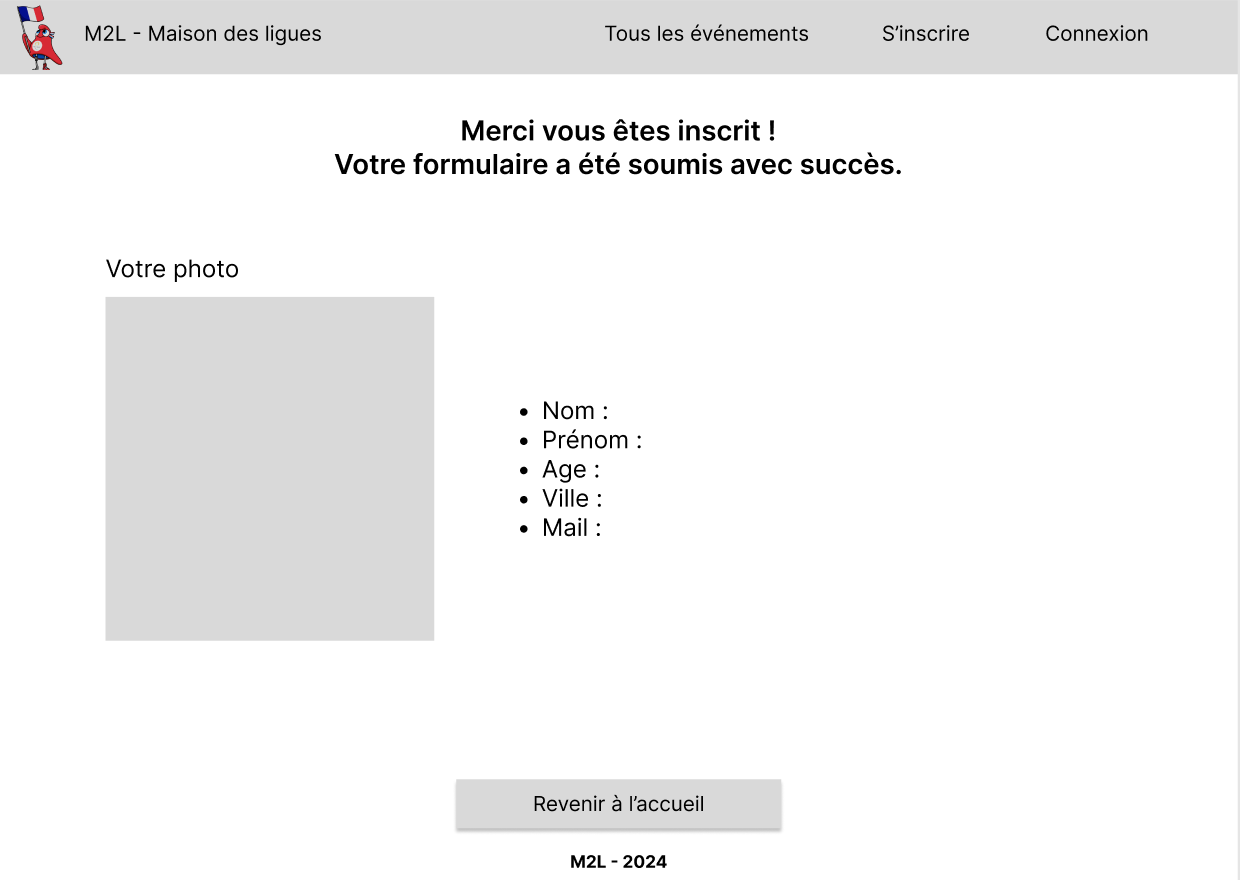 M2L - Maison des ligues
Tous les événements
S’inscrire
Connexion
Merci vous êtes inscrit !
Votre formulaire a été soumis avec succès.
Votre photo
• Nom :
• Prénom :
• Age :
• Ville :
• Mail :
Revenir à l’accueil
M2L - 2024